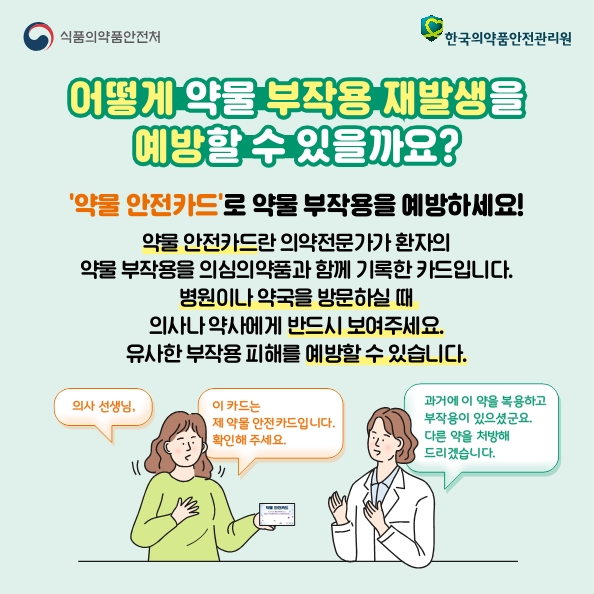 식품의약품안전처
한국의약품안전관리원
어떻게 약물 부작용 재발생을
예방할 수 있을까요?
'약물 안전카드'로 약물 부작용을 예방하세요!
약물 안전카드란 의약전문가가 환자의
약물 부작용을 의심의약품과 함께 기록한 카드입니다.
병원이나 약국을 방문하실 때
의사나 약사에게 반드시 보여주세요.
유사한 부작용 피해를 예방할 수 있습니다.
의사 선생님,
이 카드는
제 약물 안전카드입니다.
확인해 주세요.
과거에 이 약을 복용하고
부작용이 있으셨군요.
다른 약을 처방해
드리겠습니다.
약물 안전카드